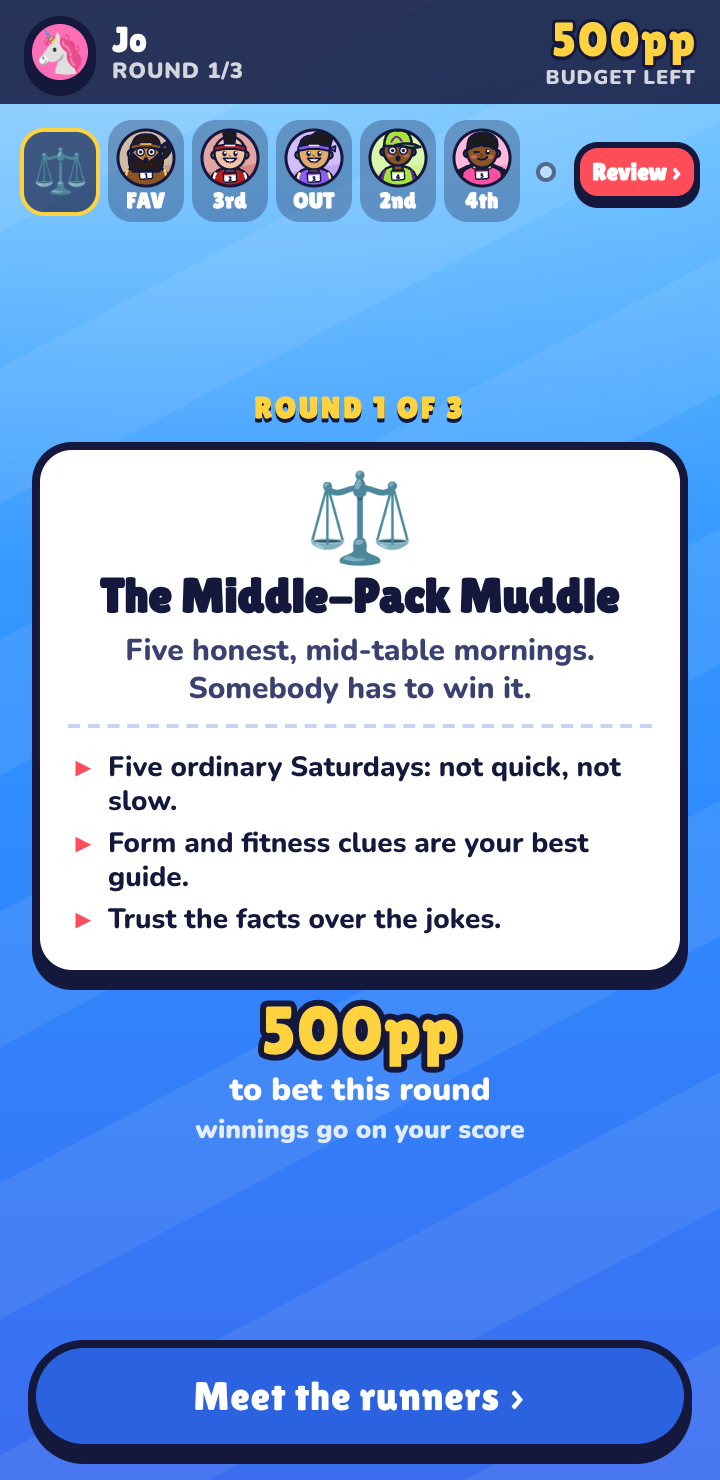 Jo
ROUND 1/3
500pp
BUDGET LEFT
FAV
3rd
OUT
2nd
4th
Review ›
ROUND 1 OF 3
The Middle-Pack Muddle
Five honest, mid-table mornings.
Somebody has to win it.
Five ordinary Saturdays: not quick, not
slow.
Form and fitness clues are your best
guide.
Trust the facts over the jokes.
500pp
to bet this round
winnings go on your score
Meet the runners ›